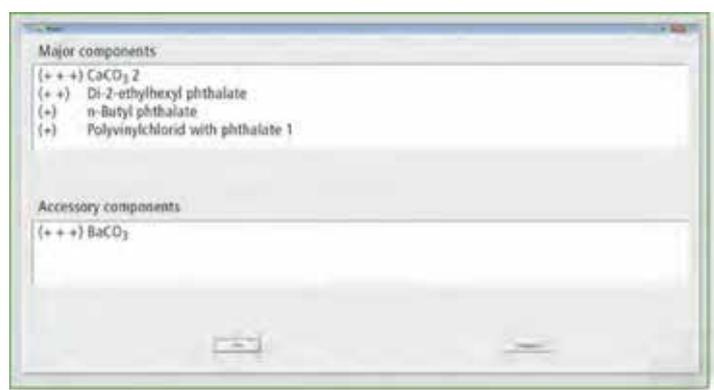 Major components
(+ + +) CaCO₃ 2
(+ +) Di-2-ethylhexyl phthalate
(+) n-Butyl phthalate
(+) Polyvinylchlorid with phthalate 1
Accessory components
(+ + +) BaCO₃